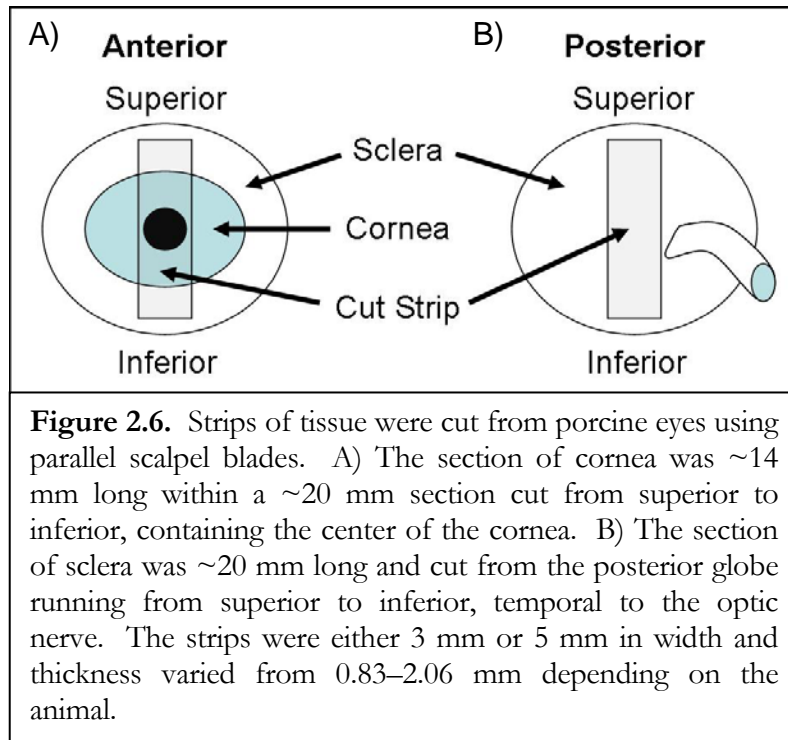 A) Anterior B) Posterior
Superior Superior
Sclera
Cornea
Cut Strip
Inferior Inferior
Figure 2.6. Strips of tissue were cut from porcine eyes using
parallel scalpel blades. A) The section of cornea was ~14
mm long within a ~20 mm section cut from superior to
inferior, containing the center of the cornea. B) The section
of sclera was ~20 mm long and cut from the posterior globe
running from superior to inferior, temporal to the optic
nerve. The strips were either 3 mm or 5 mm in width and
thickness varied from 0.83–2.06 mm depending on the
animal.